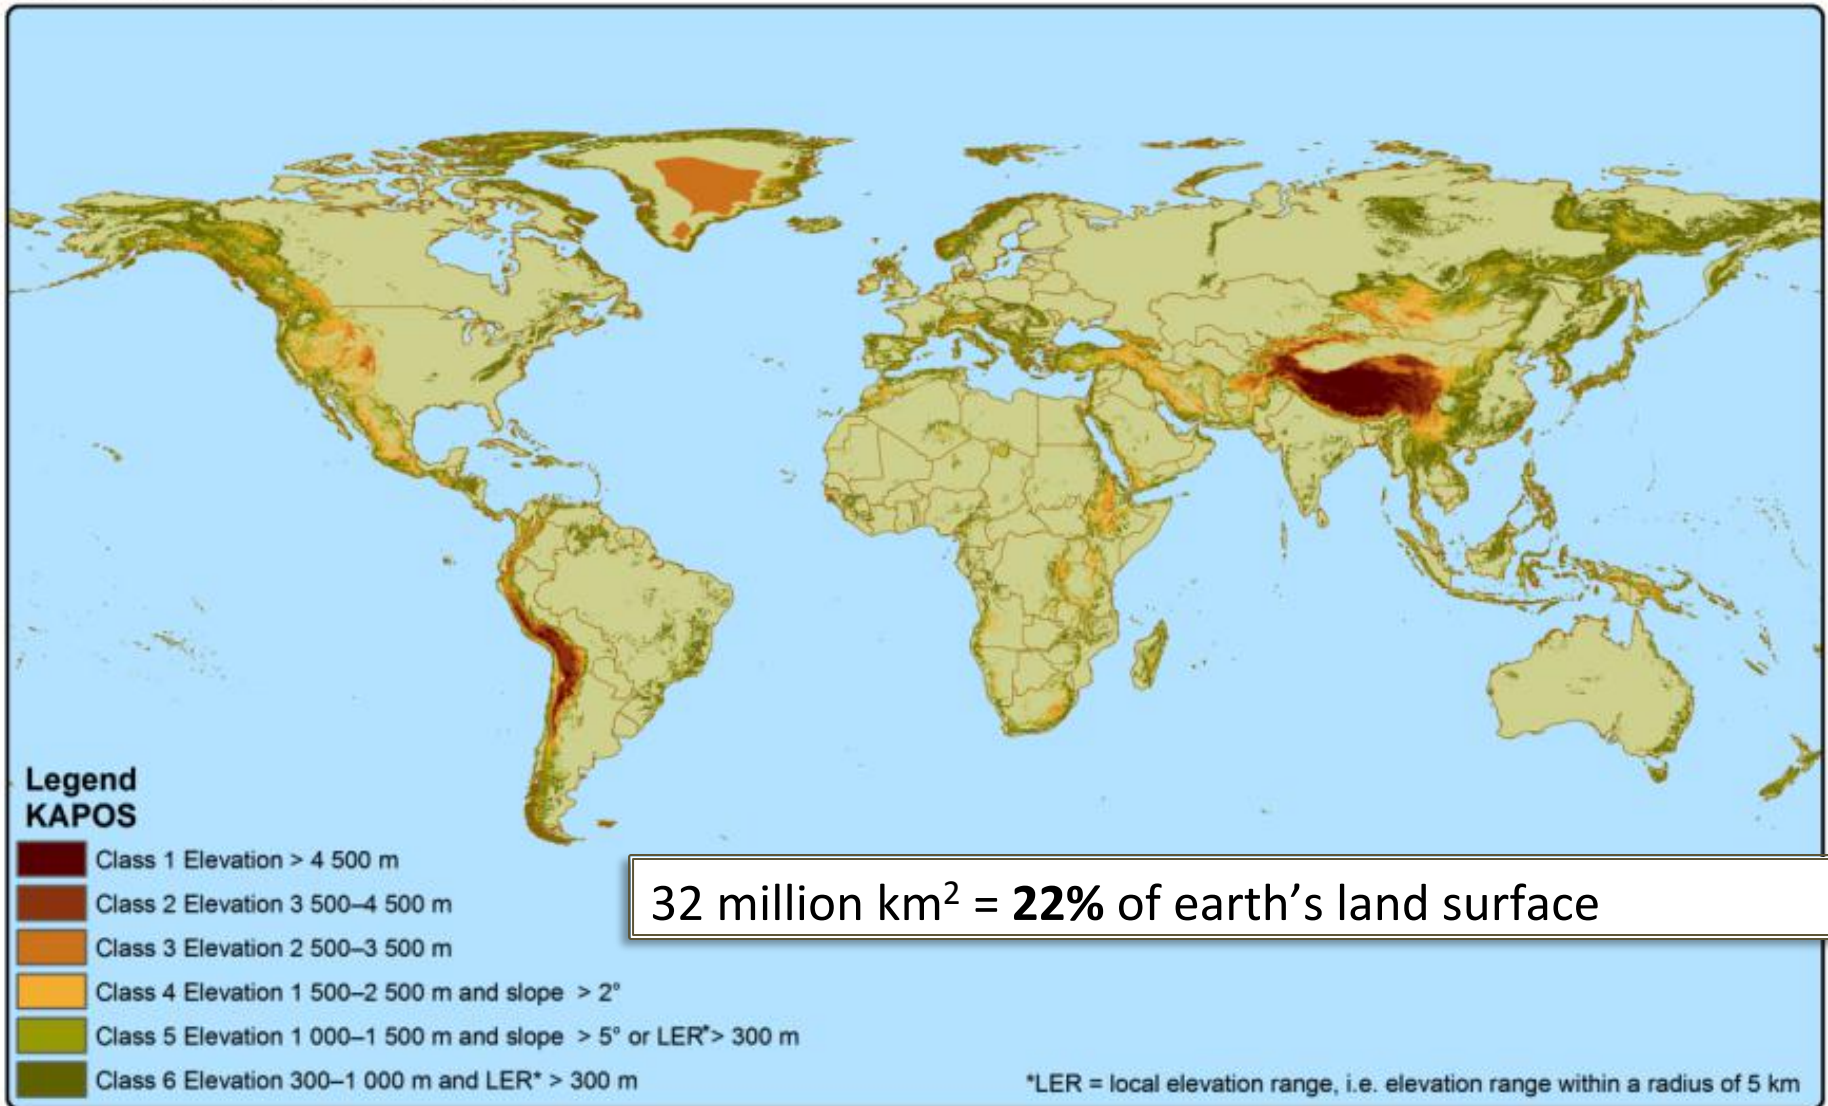 32 million km² = 22% of earth’s land surface
Legend
KAPOS
Class 1 Elevation > 4 500 m
Class 2 Elevation 3 500–4 500 m
Class 3 Elevation 2 500–3 500 m
Class 4 Elevation 1 500–2 500 m and slope > 2°
Class 5 Elevation 1 000–1 500 m and slope > 5° or LER*> 300 m
Class 6 Elevation 300–1 000 m and LER* > 300 m
*LER = local elevation range, i.e. elevation range within a radius of 5 km